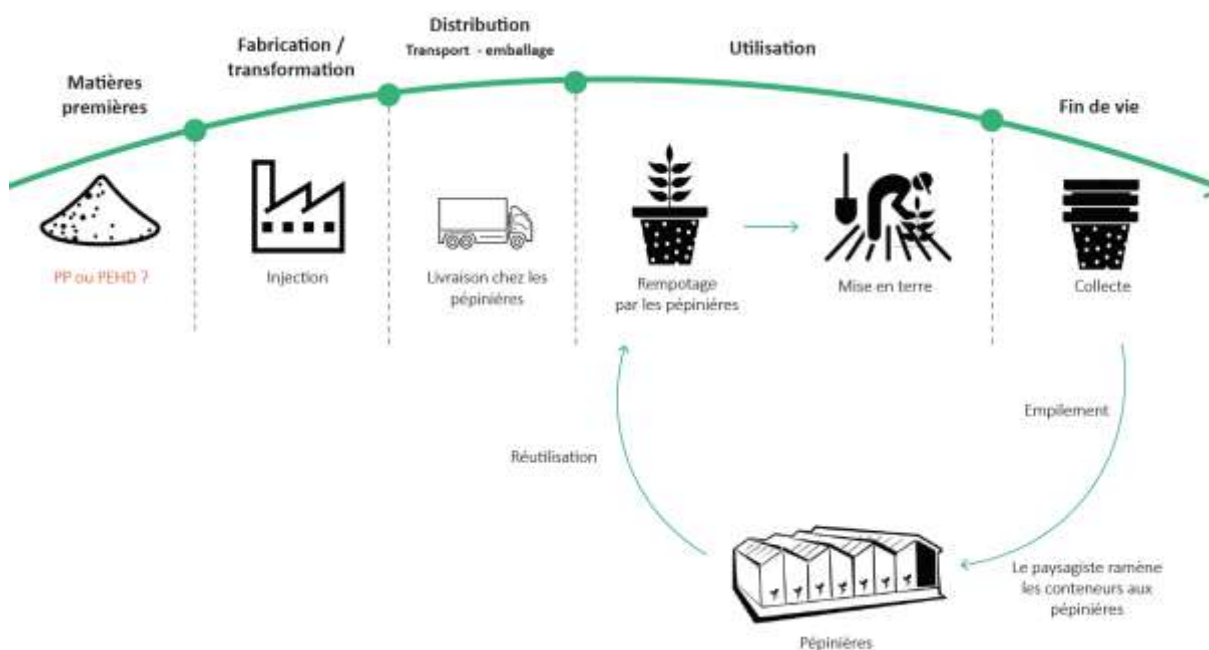 Matières
premières
Fabrication /
transformation
Distribution
Transport - emballage
Utilisation
Fin de vie
PP ou PEHD ?
Injection
Livraison chez les
pépinières
Rempotage
par les pépinières
Mise en terre
Collecte
Empilement
Réutilisation
Le paysagiste ramène
les conteneurs aux
pépinières
Pépinières